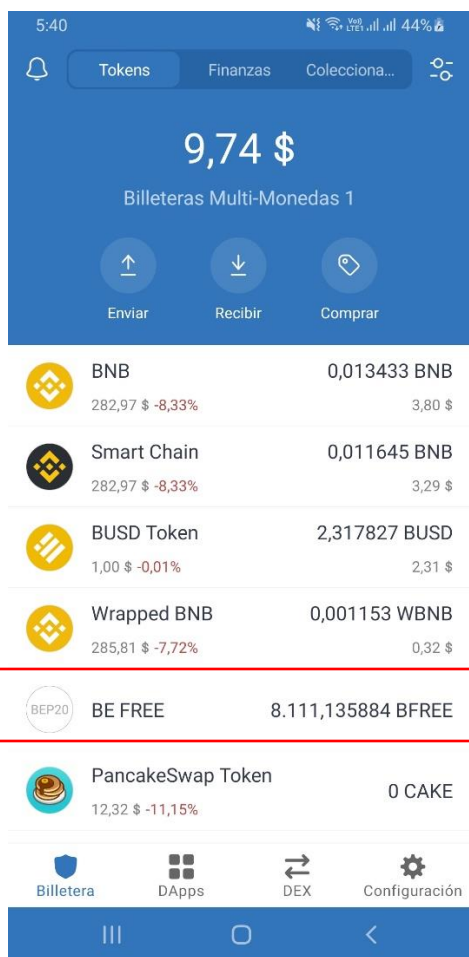 5:40
Vo)) LTE1 44%
Tokens Finanzas Colecciona...
9,74 $
Billeteras Multi-Monedas 1
Enviar Recibir Comprar
BNB 0,013433 BNB
282,97 $ -8,33% 3,80 $
Smart Chain 0,011645 BNB
282,97 $ -8,33% 3,29 $
BUSD Token 2,317827 BUSD
1,00 $ -0,01% 2,31 $
Wrapped BNB 0,001153 WBNB
285,81 $ -7,72% 0,32 $
BEP20 BE FREE 8.111,135884 BFREE
PancakeSwap Token 0 CAKE
12,32 $ -11,15%
Billetera DApps DEX Configuración